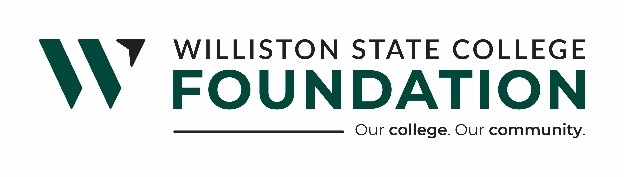 WILLISTON STATE COLLEGE
FOUNDATION
Our college. Our community.